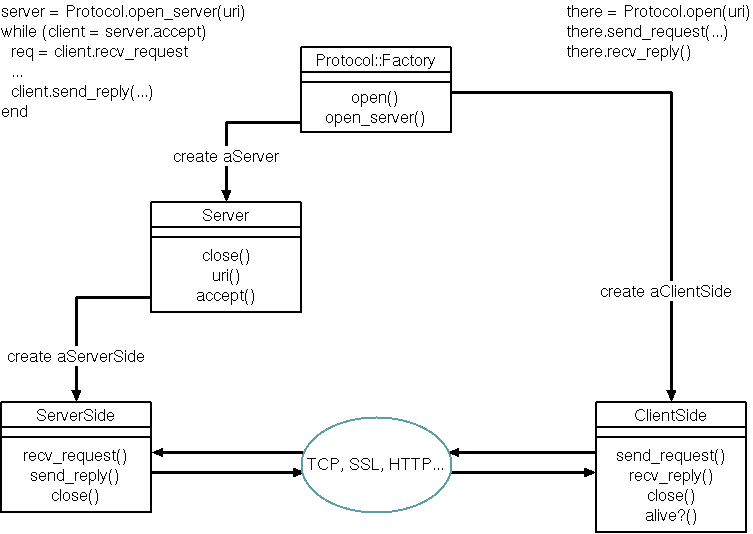 server = Protocol.open_server(uri)
while (client = server.accept)
req = client.recv_request
...
client.send_reply(...)
end
there = Protocol.open(uri)
there.send_request(...)
there.recv_reply()
Protocol::Factory
open()
open_server()
create aServer
Server
close()
uri()
accept()
create aClientSide
create aServerSide
ServerSide
recv_request()
send_reply()
close()
TCP, SSL, HTTP...
ClientSide
send_request()
recv_reply()
close()
alive?()